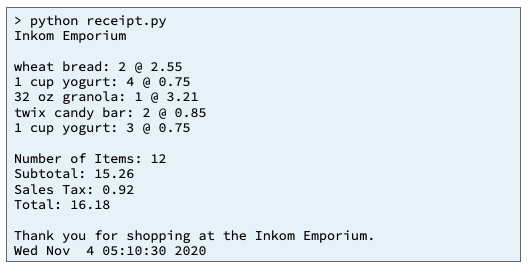 > python receipt.py
Inkom Emporium

wheat bread: 2 @ 2.55
1 cup yogurt: 4 @ 0.75
32 oz granola: 1 @ 3.21
twix candy bar: 2 @ 0.85
1 cup yogurt: 3 @ 0.75

Number of Items: 12
Subtotal: 15.26
Sales Tax: 0.92
Total: 16.18

Thank you for shopping at the Inkom Emporium.
Wed Nov  4 05:10:30 2020